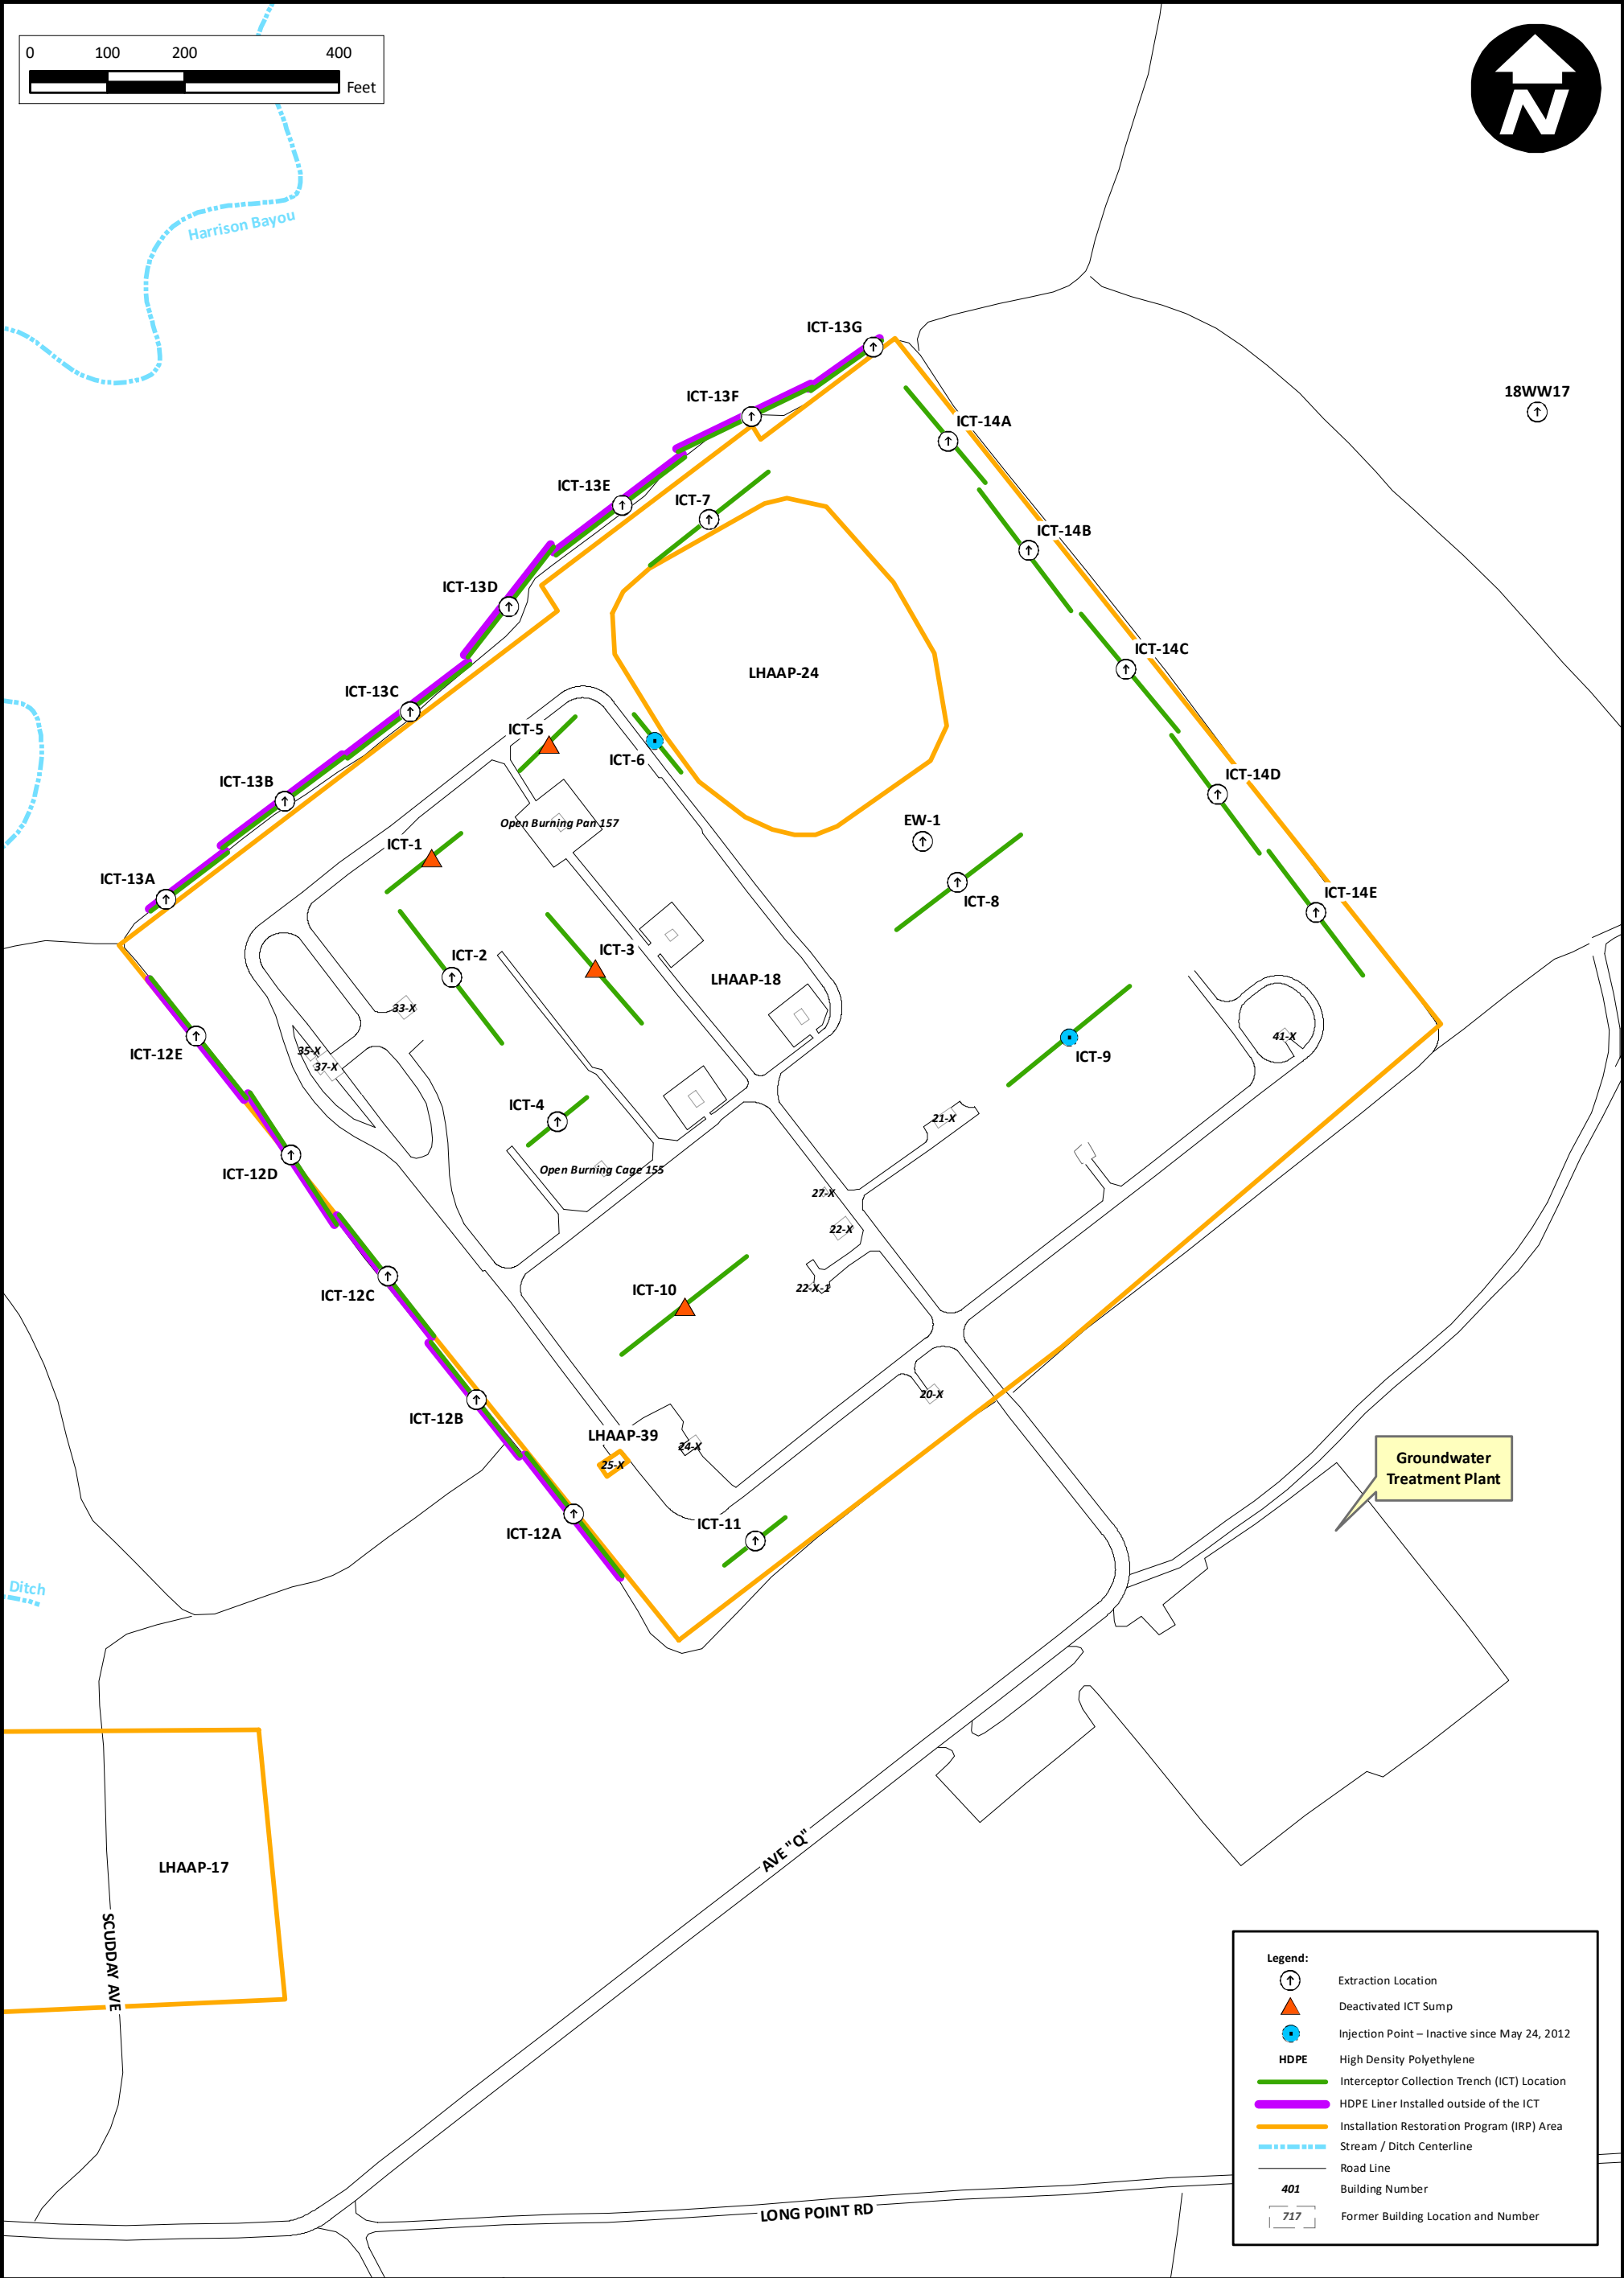 0 100 200 400
Feet
N
Harrison Bayou
ICT-13G
18WW17
ICT-13F
ICT-14A
ICT-13E
ICT-7
ICT-14B
ICT-13D
ICT-14C
LHAAP-24
ICT-13C
ICT-5
ICT-6
ICT-14D
ICT-13B
EW-1
Open Burning Pan 157
ICT-1
ICT-13A
ICT-14E
ICT-8
ICT-3
ICT-2
LHAAP-18
33-X
41-X
35-X
ICT-12E
ICT-9
37-X
ICT-4
21-X
Open Burning Cage 155
ICT-12D
27-X
22-X
22-X-1
ICT-10
ICT-12C
20-X
ICT-12B
LHAAP-39
24-X
25-X
Groundwater
Treatment Plant
ICT-11
ICT-12A
Ditch
AVE "Q"
LHAAP-17
SCUDDAY AVE
LONG POINT RD
Legend:
Extraction Location
Deactivated ICT Sump
Injection Point – Inactive since May 24, 2012
HDPE High Density Polyethylene
Interceptor Collection Trench (ICT) Location
HDPE Liner Installed outside of the ICT
Installation Restoration Program (IRP) Area
Stream / Ditch Centerline
Road Line
401 Building Number
717 Former Building Location and Number